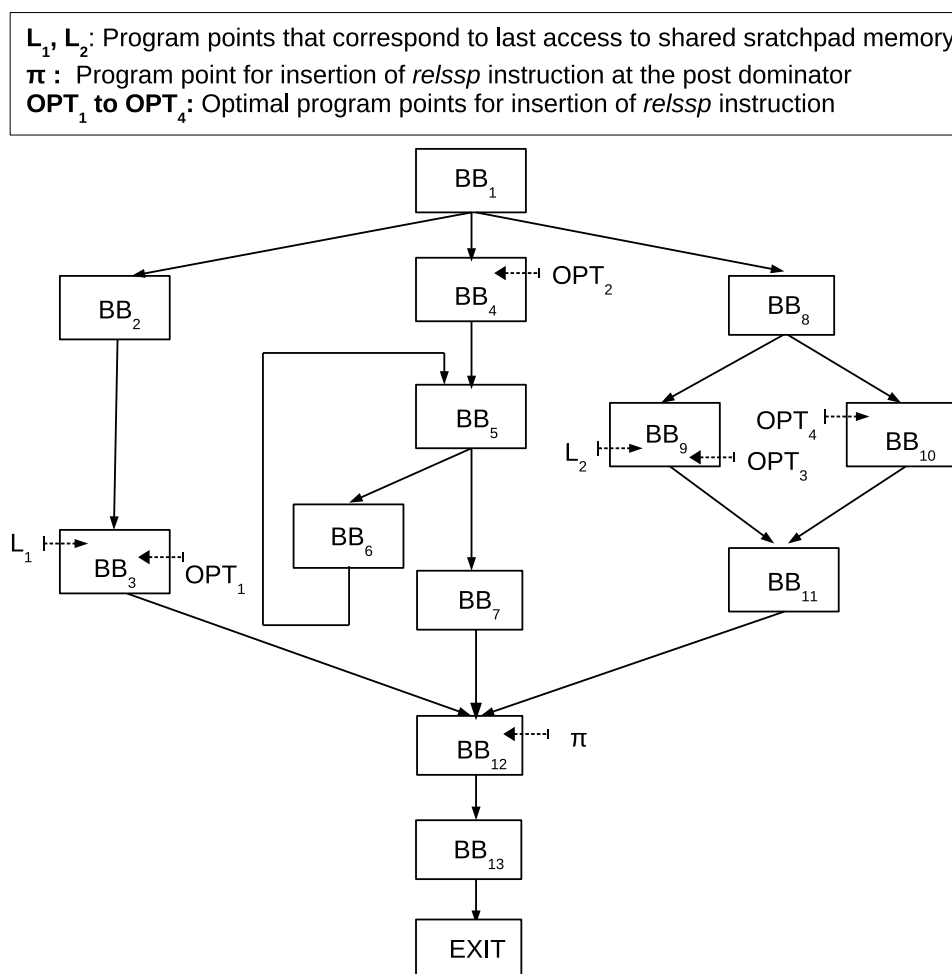 L₁, L₂: Program points that correspond to last access to shared sratchpad memory
π : Program point for insertion of relssp instruction at the post dominator
OPT₁ to OPT₄: Optimal program points for insertion of relssp instruction
BB₁
OPT₂
BB₂
BB₄
BB₈
BB₅
OPT₄
BB₉
L₂
OPT₃
BB₁₀
BB₆
L₁
BB₃
OPT₁
BB₇
BB₁₁
BB₁₂
π
BB₁₃
EXIT